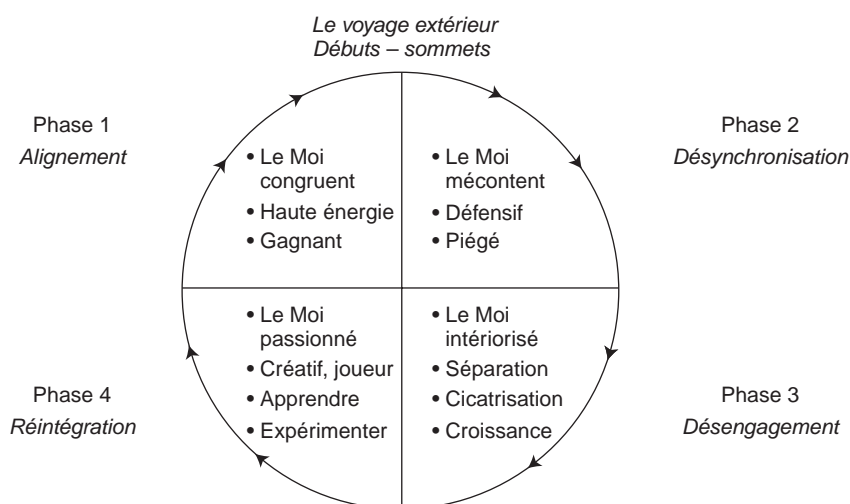 Le voyage extérieur
Débuts – sommets
Phase 1
Alignement
• Le Moi
congruent
• Haute énergie
• Gagnant
• Le Moi
mécontent
• Défensif
• Piégé
Phase 2
Désynchronisation
Phase 4
Réintégration
• Le Moi
passionné
• Créatif, joueur
• Apprendre
• Expérimenter
• Le Moi
intériorisé
• Séparation
• Cicatrisation
• Croissance
Phase 3
Désengagement